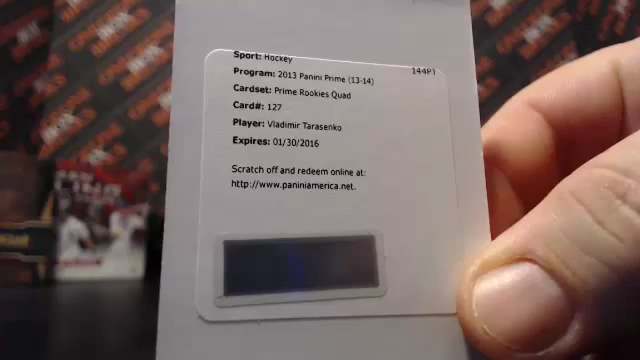 Sport: Hockey
144PT
Program: 2013 Panini Prime (13-14)
Cardset: Prime Rookies Quad
Card#: 127
Player: Vladimir Tarasenko
Expires: 01/30/2016
Scratch off and redeem online at:
http://www.paniniamerica.net.